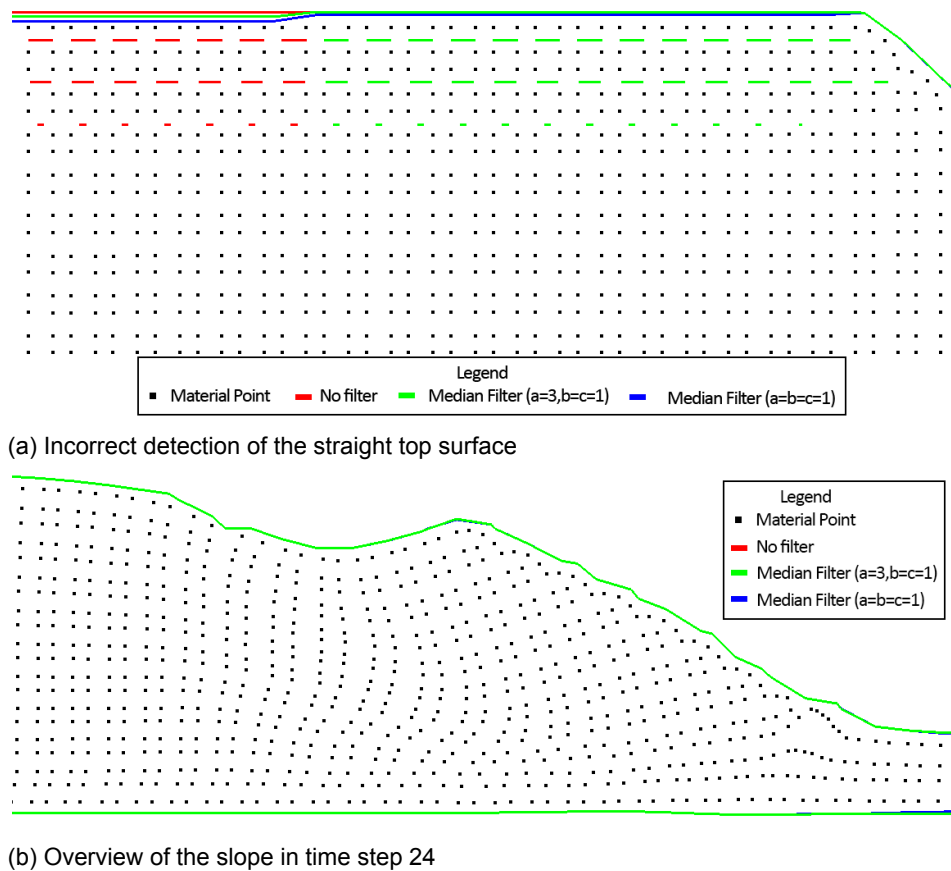 Legend
Material Point No filter Median Filter (a=3,b=c=1) Median Filter (a=b=c=1)
(a) Incorrect detection of the straight top surface
Legend
Material Point
No filter
Median Filter (a=3,b=c=1)
Median Filter (a=b=c=1)
(b) Overview of the slope in time step 24